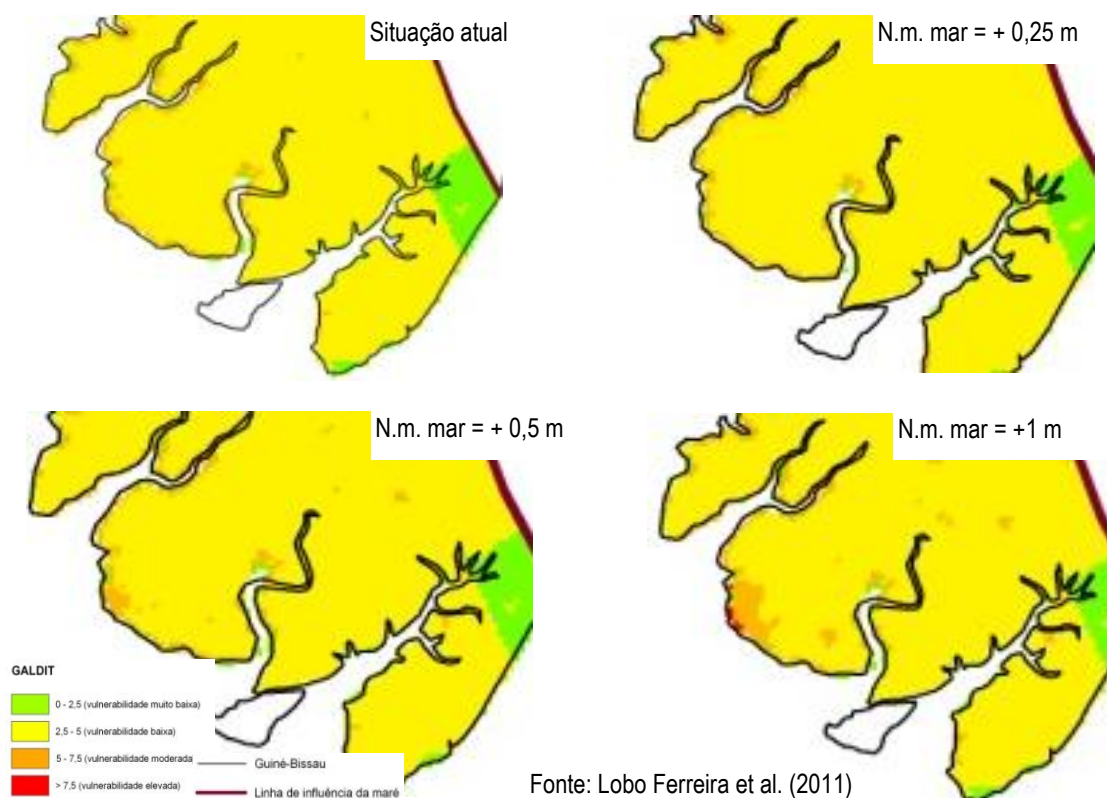 Situação atual
N.m. mar = + 0,25 m
N.m. mar = + 0,5 m
N.m. mar = +1 m
GALDIT
0 - 2,5 (vulnerabilidade muito baixa)
2,5 - 5 (vulnerabilidade baixa)
5 - 7,5 (vulnerabilidade moderada
> 7,5 (vulnerabilidade elevada)
Guiné-Bissau
Linha de influência da maré
Fonte: Lobo Ferreira et al. (2011)